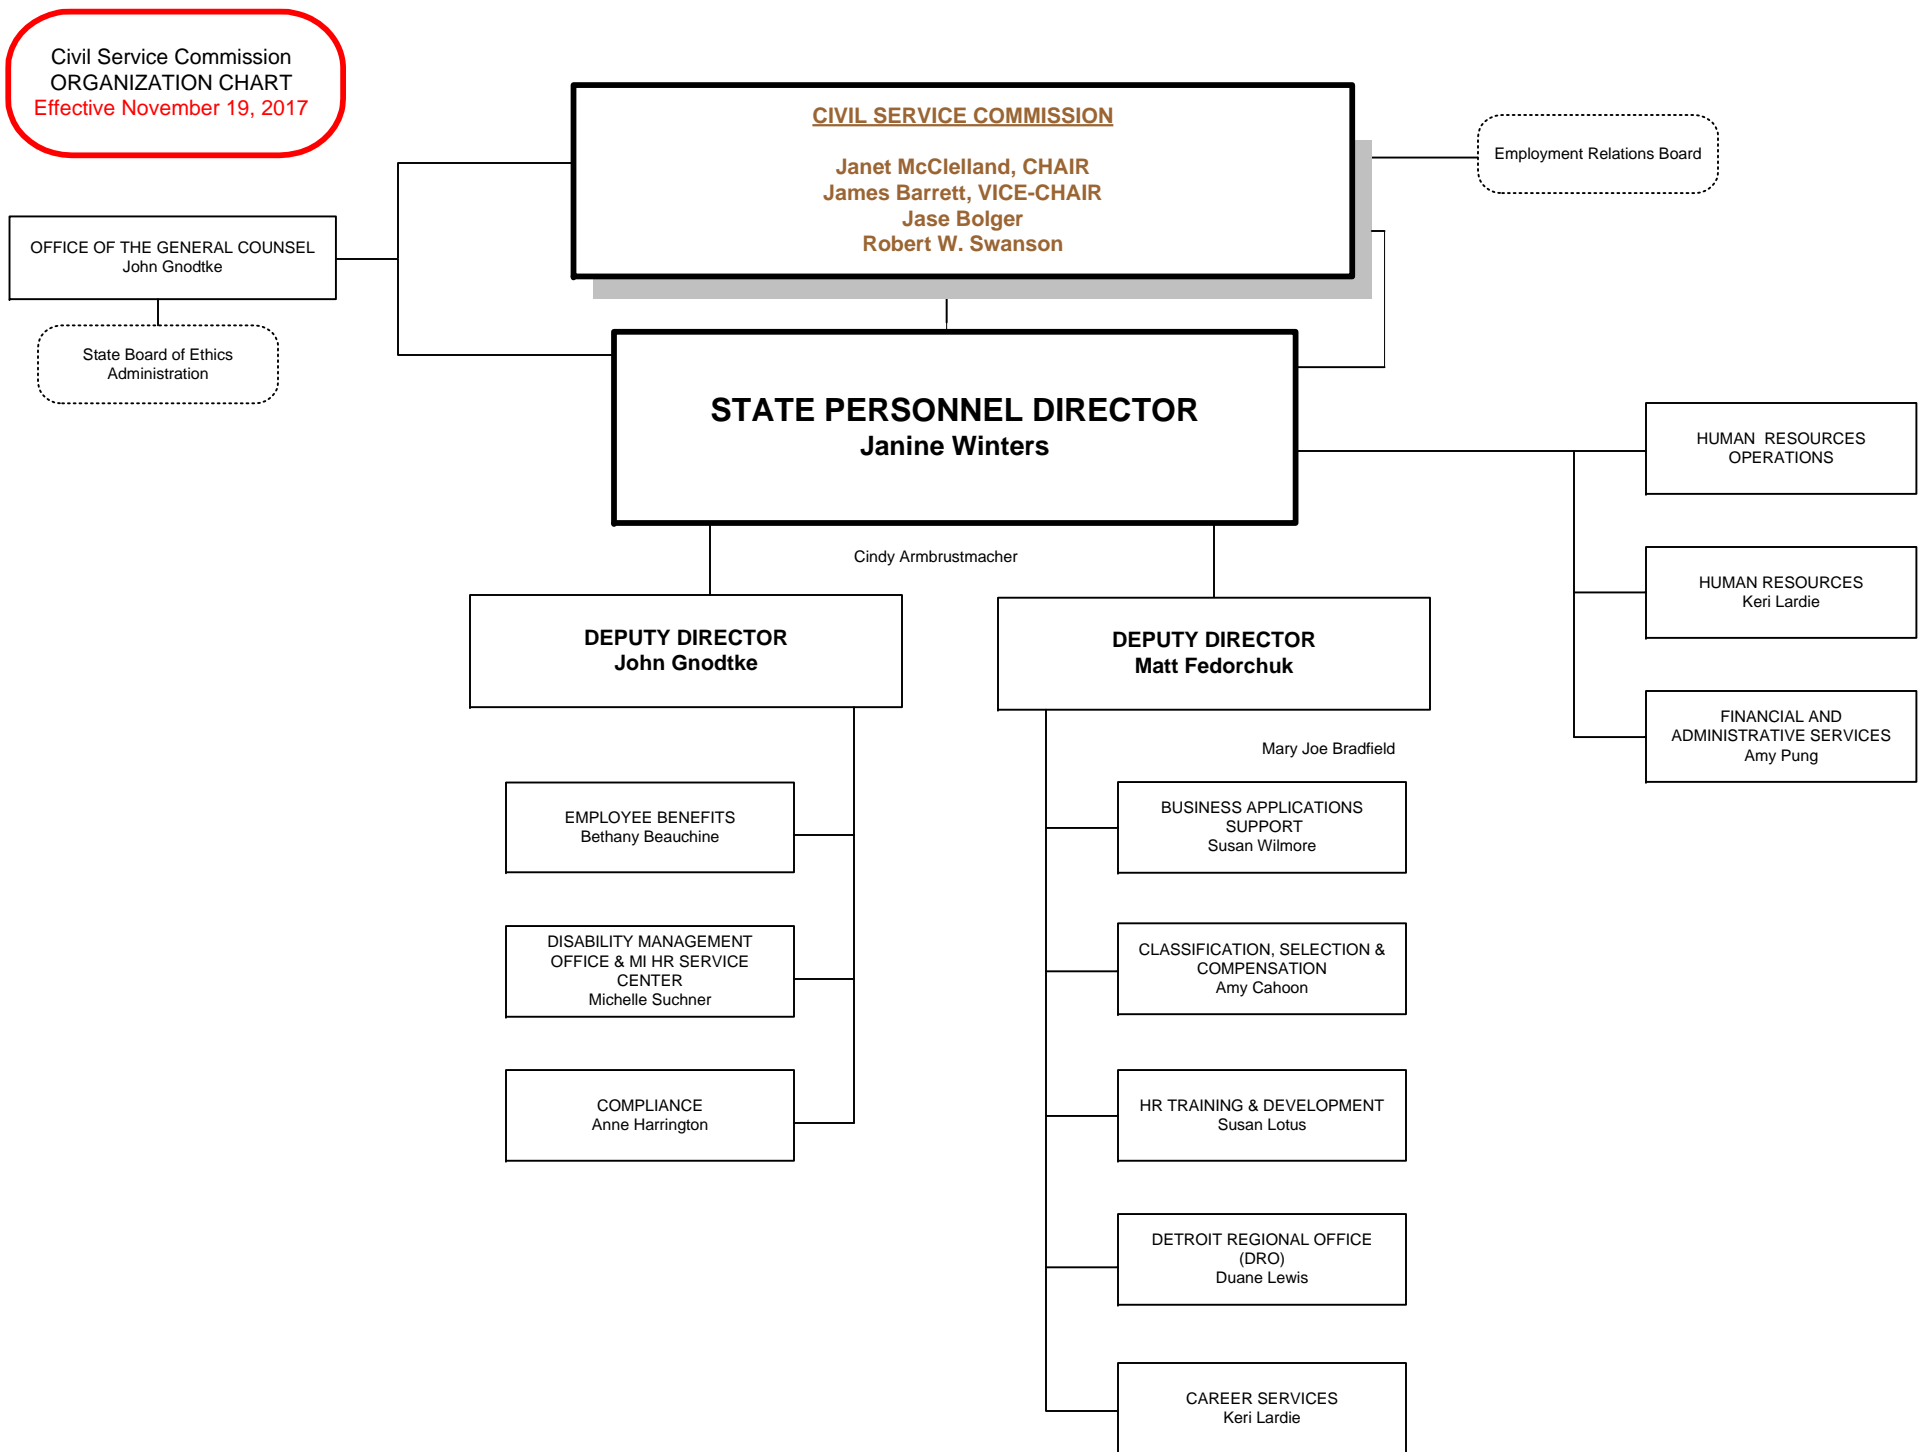 Civil Service Commission
ORGANIZATION CHART
Effective November 19, 2017
CIVIL SERVICE COMMISSION
Janet McClelland, CHAIR
James Barrett, VICE-CHAIR
Jase Bolger
Robert W. Swanson
Employment Relations Board
OFFICE OF THE GENERAL COUNSEL
John Gnodtke
State Board of Ethics
Administration
STATE PERSONNEL DIRECTOR
Janine Winters
HUMAN RESOURCES
OPERATIONS
HUMAN RESOURCES
Keri Lardie
FINANCIAL AND
ADMINISTRATIVE SERVICES
Amy Pung
Cindy Armbrustmacher
DEPUTY DIRECTOR
John Gnodtke
EMPLOYEE BENEFITS
Bethany Beauchine
DISABILITY MANAGEMENT
OFFICE & MI HR SERVICE
CENTER
Michelle Suchner
COMPLIANCE
Anne Harrington
DEPUTY DIRECTOR
Matt Fedorchuk
Mary Joe Bradfield
BUSINESS APPLICATIONS
SUPPORT
Susan Wilmore
CLASSIFICATION, SELECTION &
COMPENSATION
Amy Cahoon
HR TRAINING & DEVELOPMENT
Susan Lotus
DETROIT REGIONAL OFFICE
(DRO)
Duane Lewis
CAREER SERVICES
Keri Lardie